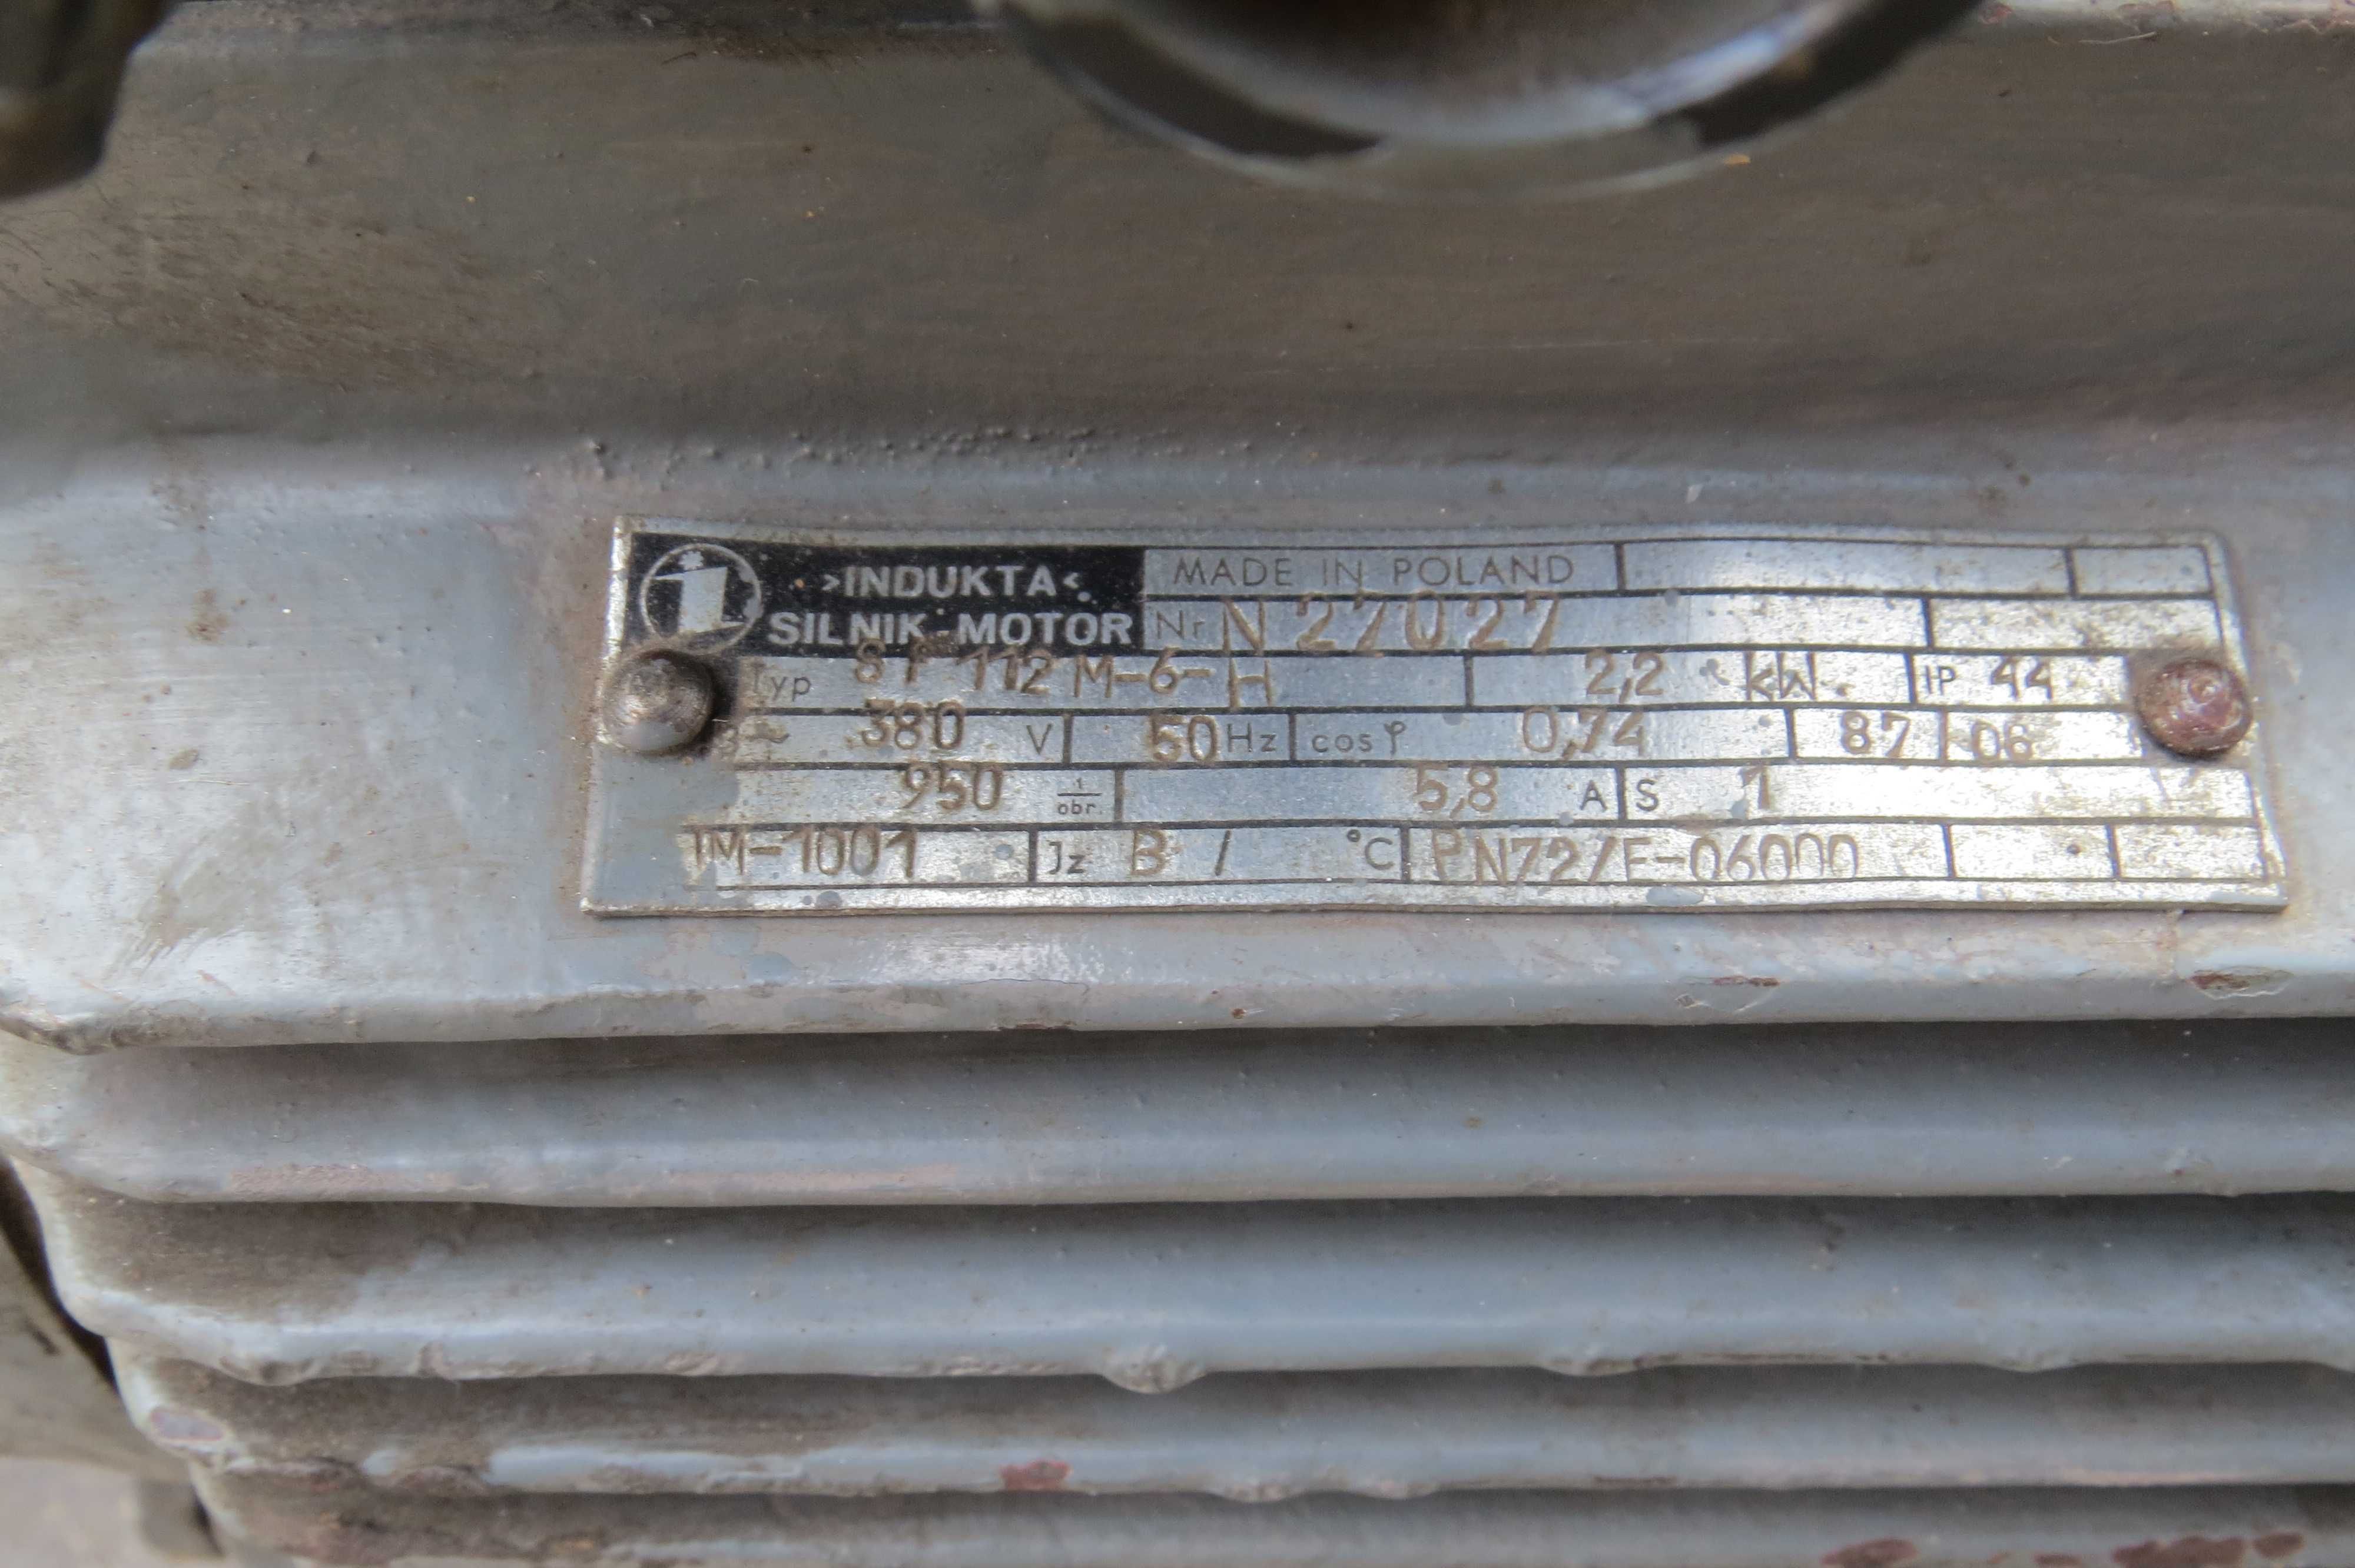 >INDUKTA< MADE IN POLAND
SILNIK-MOTOR Nr N 27027
Typ Sf 112 M-6-H 2,2 kW IP 44
~ 380 V 50 Hz cos φ 0,74 87 06
950 1/obr. 5,8 A S 1
IM-1001 Jz B / °C PN72/E-06000